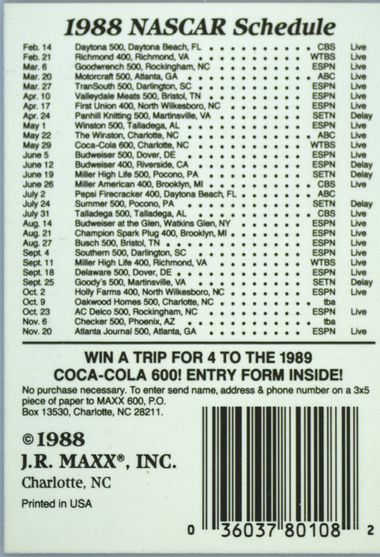 1988 NASCAR Schedule
Feb. 14 Daytona 500, Daytona Beach, FL CBS Live
Feb. 21 Richmond 400, Richmond, VA WTBS Live
Mar. 6 Goodwrench 500, Rockingham, NC ESPN Live
Mar. 20 Motorcraft 500, Atlanta, GA ABC Live
Mar. 27 TranSouth 500, Darlington, SC ESPN Live
Apr. 10 Valleydale Meats 500, Bristol, TN ESPN Live
Apr. 17 First Union 400, North Wilkesboro, NC ESPN Live
Apr. 24 Panhill Knitting 500, Martinsville, VA SETN Delay
May 1 Winston 500, Talladega, AL ESPN Live
May 22 The Winston, Charlotte, NC ABC Live
May 29 Coca-Cola 600, Charlotte, NC WTBS Live
June 5 Budweiser 500, Dover, DE ESPN Live
June 12 Budweiser 400, Riverside, CA ESPN Delay
June 19 Miller High Life 500, Pocono, PA SETN Delay
June 26 Miller American 400, Brooklyn, MI CBS Live
July 2 Pepsi Firecracker 400, Daytona Beach, FL ABC
July 24 Summer 500, Pocono, PA SETN Delay
July 31 Talladega 500, Talladega, AL CBS Live
Aug. 14 Budweiser at the Glen, Watkins Glen, NY ESPN Live
Aug. 21 Champion Spark Plug 400, Brooklyn, MI ESPN Live
Aug. 27 Busch 500, Bristol, TN ESPN Live
Sept. 4 Southern 500, Darlington, SC ESPN Live
Sept. 11 Miller High Life 400, Richmond, VA WTBS Live
Sept. 18 Delaware 500, Dover, DE ESPN Live
Sept. 25 Goody's 500, Martinsville, VA SETN Delay
Oct. 2 Holly Farms 400, North Wilkesboro, NC ESPN Live
Oct. 9 Oakwood Homes 500, Charlotte, NC tba
Oct. 23 AC Delco 500, Rockingham, NC ESPN Live
Nov. 6 Checker 500, Phoenix, AZ tba
Nov. 20 Atlanta Journal 500, Atlanta, GA ESPN Live
WIN A TRIP FOR 4 TO THE 1989
COCA-COLA 600! ENTRY FORM INSIDE!
No purchase necessary. To enter send name, address & phone number on a 3x5
piece of paper to MAXX 600, P.O.
Box 13530, Charlotte, NC 28211.
©1988
J.R. MAXX®, INC.
Charlotte, NC
Printed in USA
0 36037 80108 2